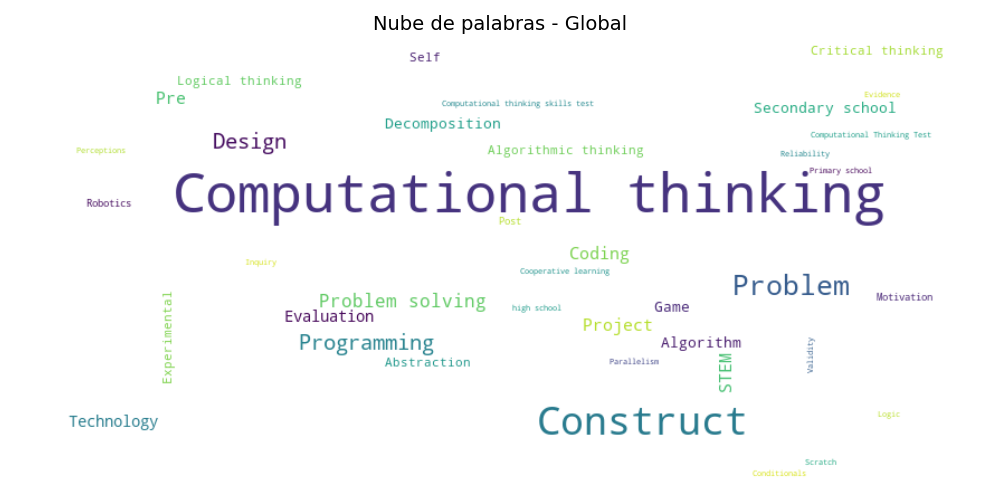 Nube de palabras - Global
Self
Critical thinking
Logical thinking
Pre
Evidence
Computational thinking skills test
Secondary school
Decomposition
Computational Thinking Test
Design
Perceptions
Algorithmic thinking
Reliability
Primary school
Computational thinking
Robotics
Post
Coding
Inquiry
Cooperative learning
Problem
Motivation
Experimental
Problem solving
high school
Game
Evaluation
Project
Programming
Algorithm
Abstraction
Parallelism
Validity
STEM
Technology
Construct
Logic
Scratch
Conditionals